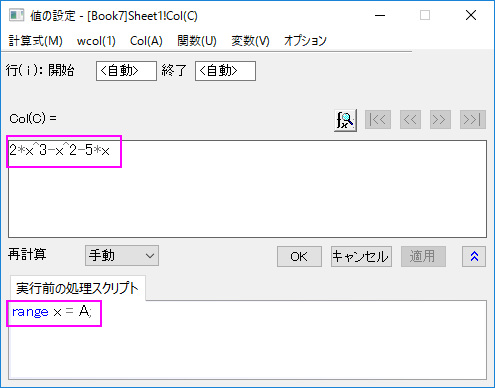 値の設定 - [Book7]Sheet1!Col(C)
計算式(M) wcol(1) Col(A) 関数(U) 変数(V) オプション
行(i): 開始 <自動> 終了 <自動>
Col(C) =
|<< << >> >>|
2*x^3-x^2-5*x
再計算 手動 OK キャンセル 適用
実行前の処理スクリプト
range x = A;